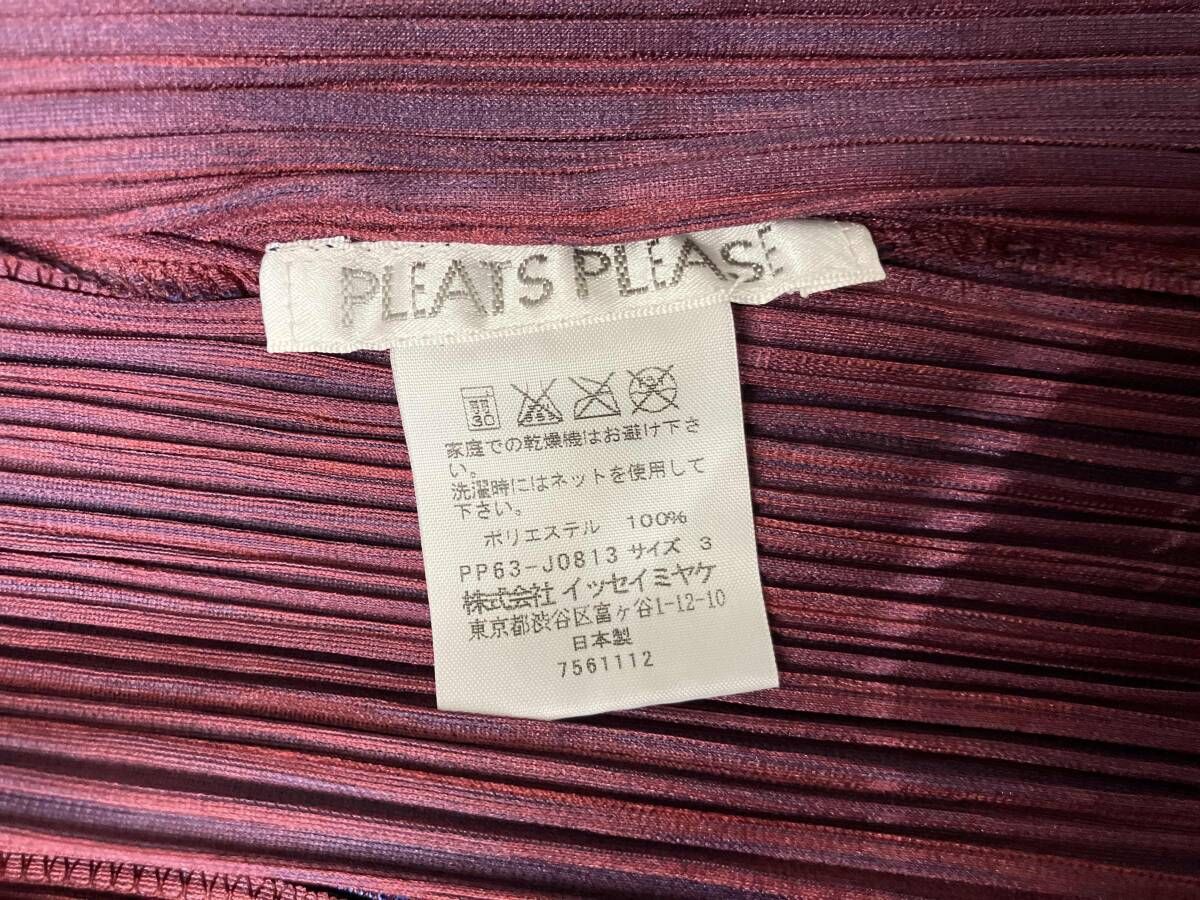 PLEATS PLEASE
弱
30
家庭での乾燥機はお避け下さ
い。
洗濯時にはネットを使用して
下さい。
ポリエステル 100%
PP63-J0813 サイズ 3
株式会社 イッセイミヤケ
東京都渋谷区富ヶ谷1-12-10
日本製
7561112